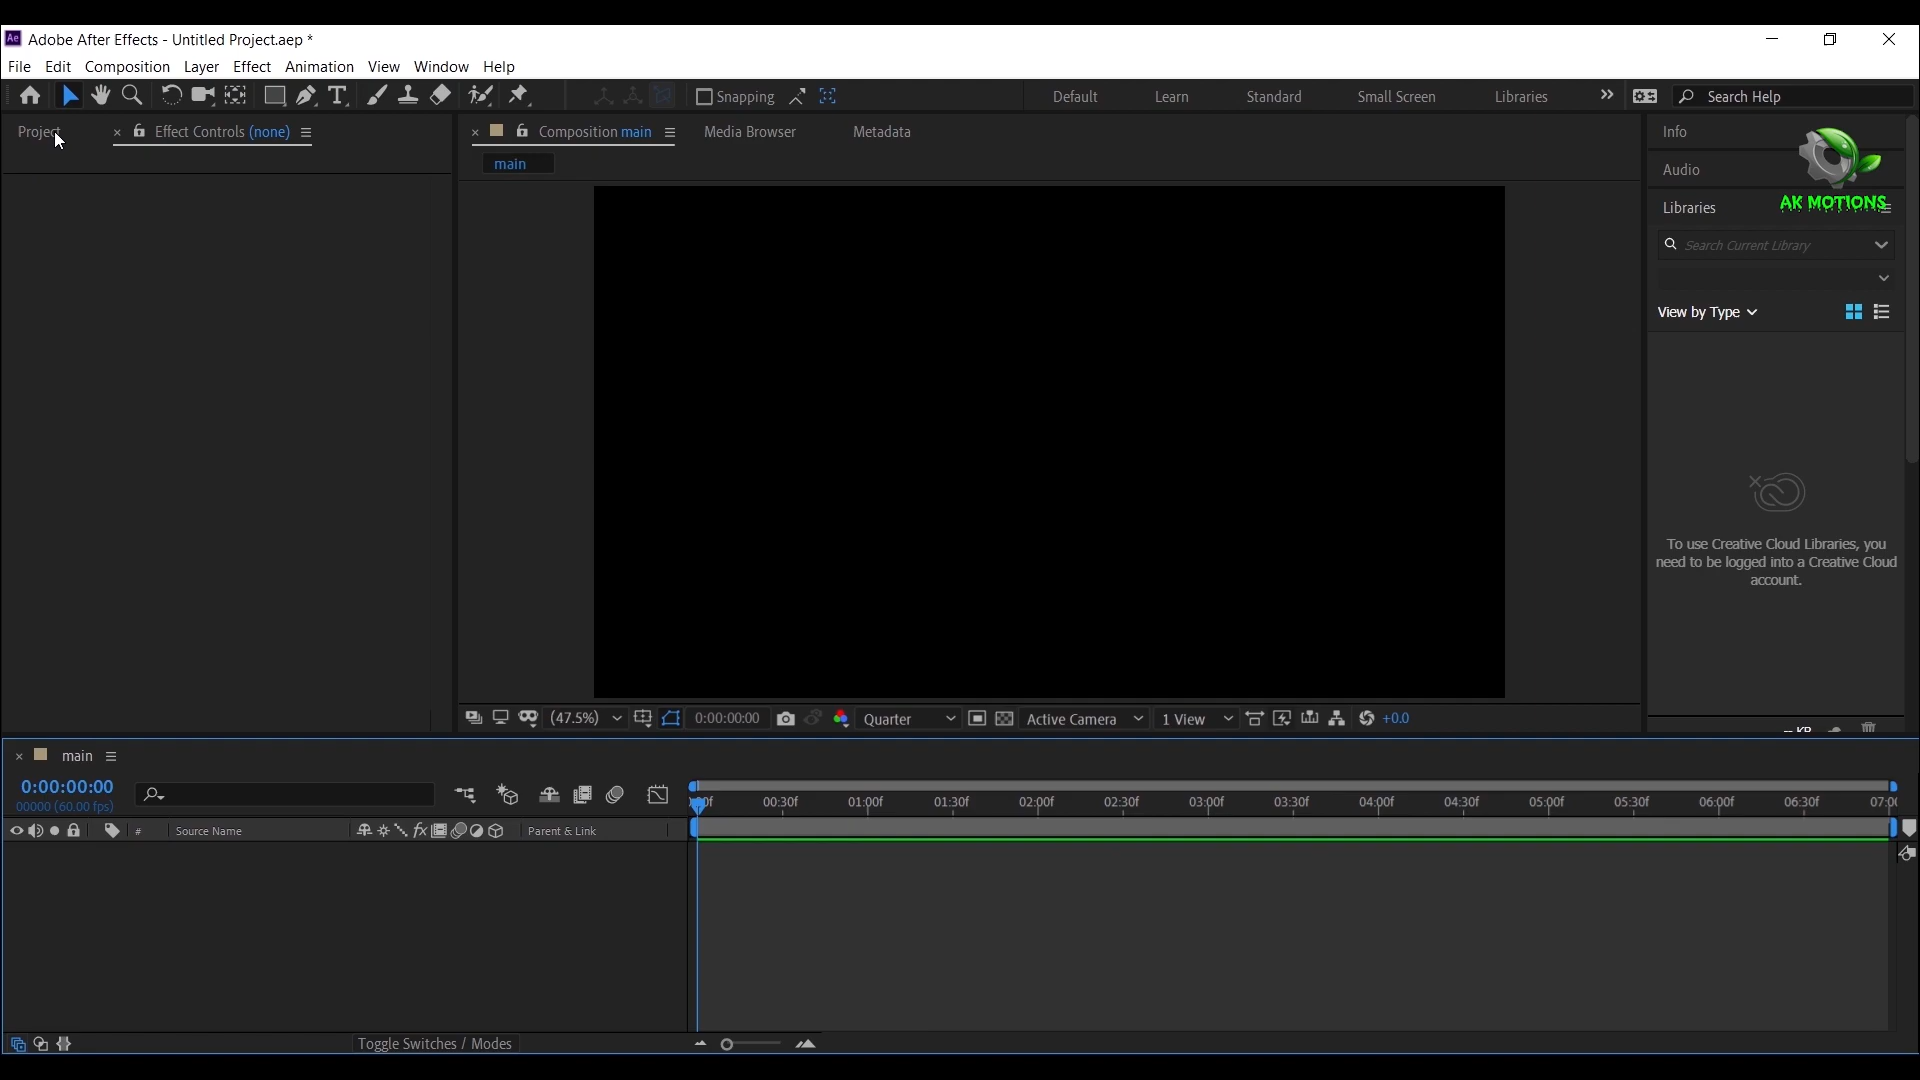 Ae Adobe After Effects - Untitled Project.aep *
File Edit Composition Layer Effect Animation View Window Help
Snapping Default Learn Standard Small Screen Libraries Search Help
Project Effect Controls (none) Composition main Media Browser Metadata Info
main
Audio
AK MOTIONS
Libraries
Search Current Library
View by Type
To use Creative Cloud Libraries, you
need to be logged into a Creative Cloud
account.
(47.5%) 0:00:00:00 Quarter Active Camera 1 View +0.0
-- KB
main
0:00:00:00
00000 (60.00 fps)
00:30f 01:00f 01:30f 02:00f 02:30f 03:00f 03:30f 04:00f 04:30f 05:00f 05:30f 06:00f 06:30f
# Source Name fx Parent & Link
Toggle Switches / Modes